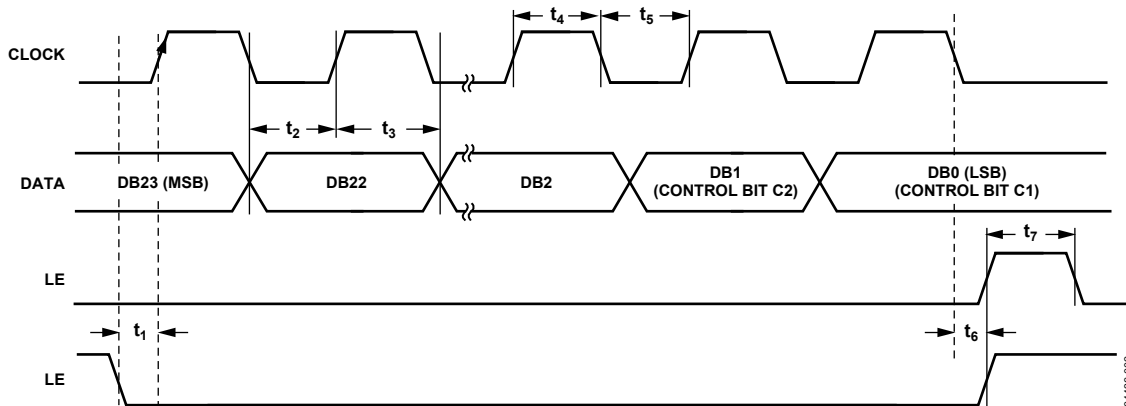 t4
t5
CLOCK
t2
t3
DATA
DB23 (MSB)
DB22
DB2
DB1
(CONTROL BIT C2)
DB0 (LSB)
(CONTROL BIT C1)
t7
LE
t1
t6
LE